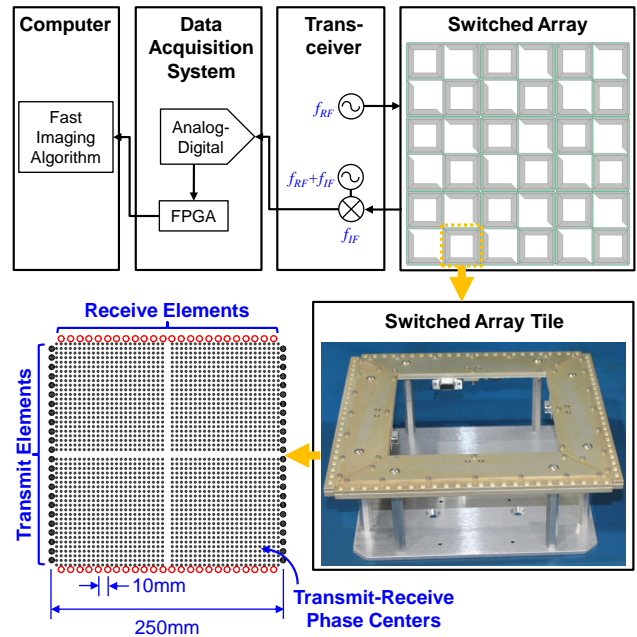 Computer
Fast
Imaging
Algorithm
Data
Acquisition
System
Analog-
Digital
FPGA
Trans-
ceiver
fRF
fRF+fIF
fIF
Switched Array
Switched Array Tile
Receive Elements
Transmit Elements
10mm
250mm
Transmit-Receive
Phase Centers